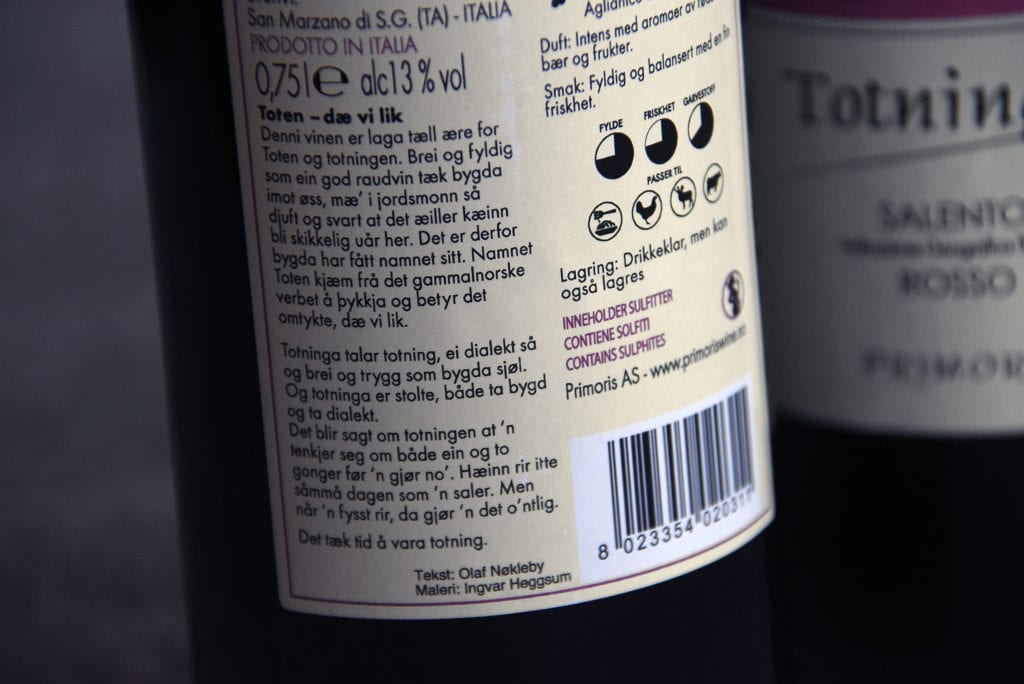 San Marzano di S.G. (TA) - ITALIA
PRODOTTO IN ITALIA
0,75l e alc13 % vol
Toten – dæ vi lik
Denni vinen er laga tæll ære for
Toten og totningen. Brei og fyldig
som ein god raudvin tæk bygda
imot øss, mæ' i jordsmonn så
djuft og svart at det æiller kæinn
bli skikkelig uår her. Det er derfor
bygda har fått namnet sitt. Namnet
Toten kjæm frå det gammalnorske
verbet å þykkja og betyr det
omtykte, dæ vi lik.
Totninga talar totning, ei dialekt så
og brei og trygg som bygda sjøl.
Og totninga er stolte, både ta bygd
og ta dialekt.
Det blir sagt om totningen at 'n
tenkjer seg om både ein og to
gonger før 'n gjør no'. Hæinn rir itte
såmmå dagen som 'n saler. Men
når 'n fysst rir, da gjør 'n det o'ntlig.
Det tæk tid å vara totning.
Tekst: Olaf Nøkleby
Maleri: Ingvar Heggsum
Duft: Intens med aromaer av
bær og frukter.
Smak: Fyldig og balansert med en fin
friskhet.
FYLDE FRISKHET GARVESTOFF
PASSER TIL
Lagring: Drikkeklar, men kan
også lagres
INNEHOLDER SULFITTER
CONTIENE SOLFITI
CONTAINS SULPHITES
Primoris AS - www.primoriswine.no
8 023354 020311
Totning
SALENTO
ROSSO
PRIMOR